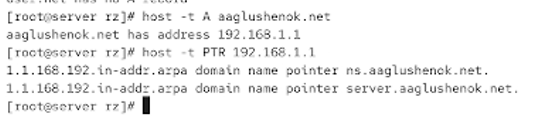 [root@server rz]# host -t A aaglushenok.net
aaglushenok.net has address 192.168.1.1
[root@server rz]# host -t PTR 192.168.1.1
1.1.168.192.in-addr.arpa domain name pointer ns.aaglushenok.net.
1.1.168.192.in-addr.arpa domain name pointer server.aaglushenok.net.
[root@server rz]#